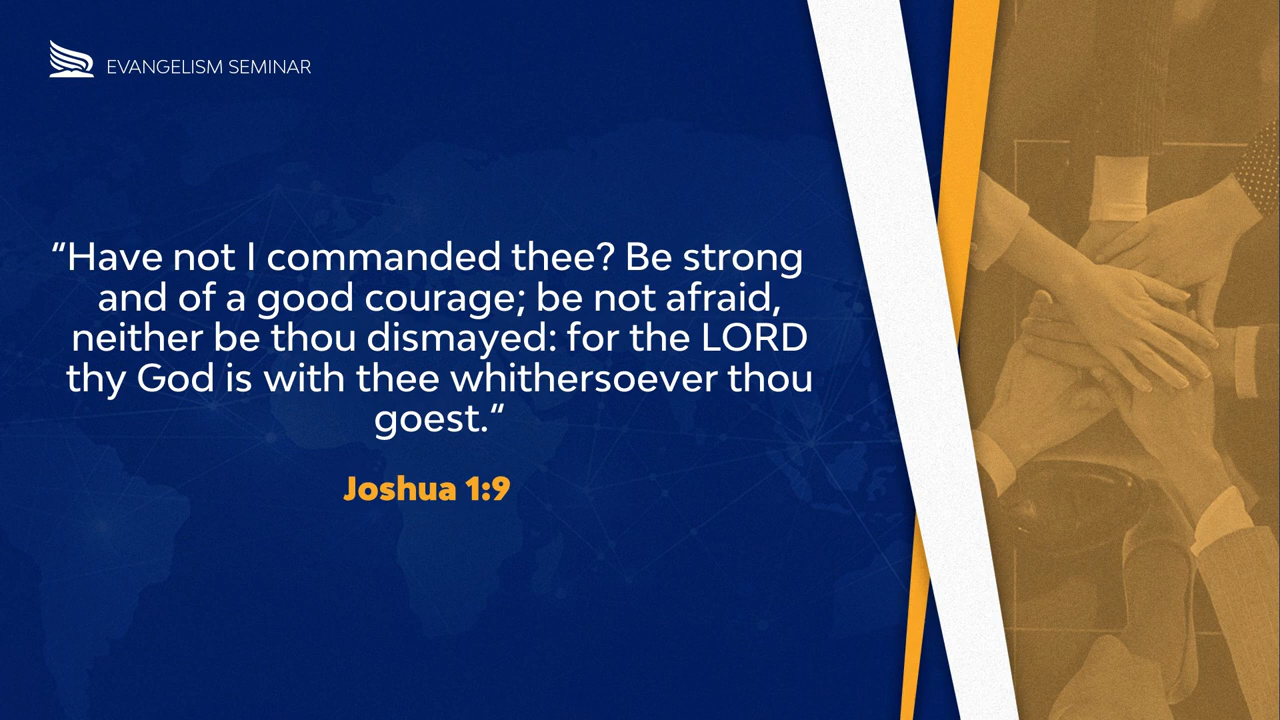 EVANGELISM SEMINAR
“Have not I commanded thee? Be strong
and of a good courage; be not afraid,
neither be thou dismayed: for the LORD
thy God is with thee whithersoever thou
goest.“
Joshua 1:9